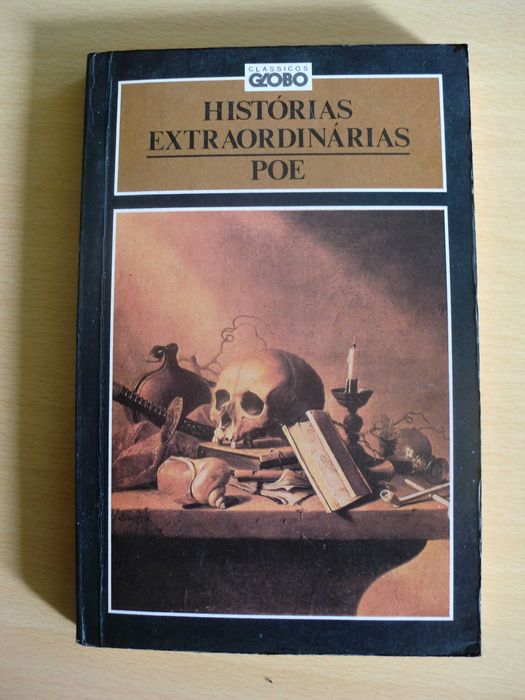 CLÁSSICOS
GLOBO
HISTÓRIAS
EXTRAORDINÁRIAS
POE